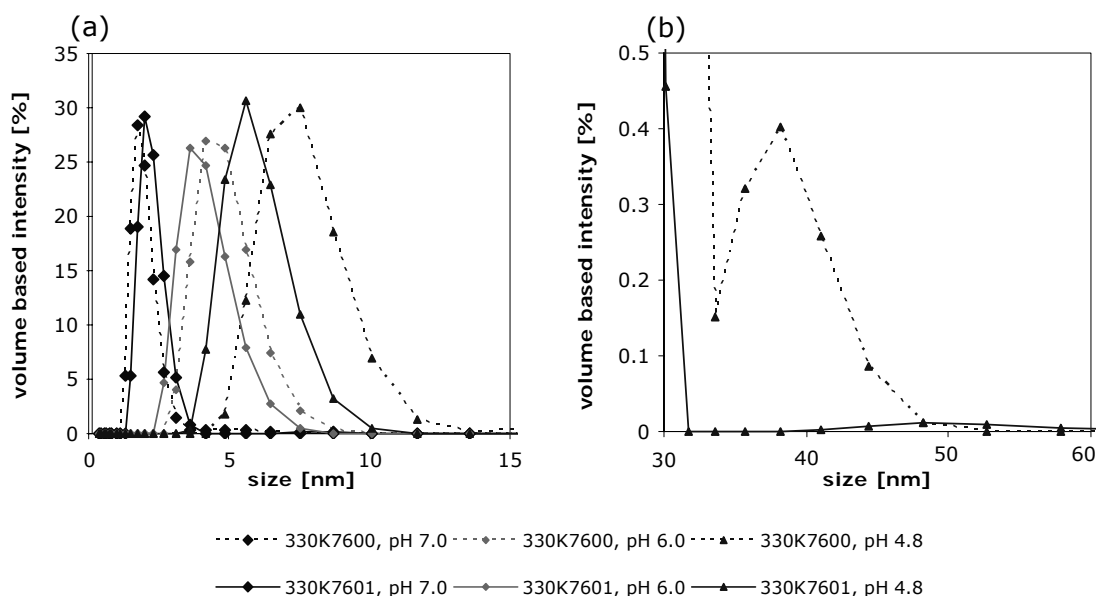 (a)
(b)
volume based intensity [%]
35
30
25
20
15
10
5
0
0
5
10
15
size [nm]
volume based intensity [%]
0.5
0.4
0.3
0.2
0.1
0
30
40
50
60
size [nm]
330K7600, pH 7.0
330K7600, pH 6.0
330K7600, pH 4.8
330K7601, pH 7.0
330K7601, pH 6.0
330K7601, pH 4.8